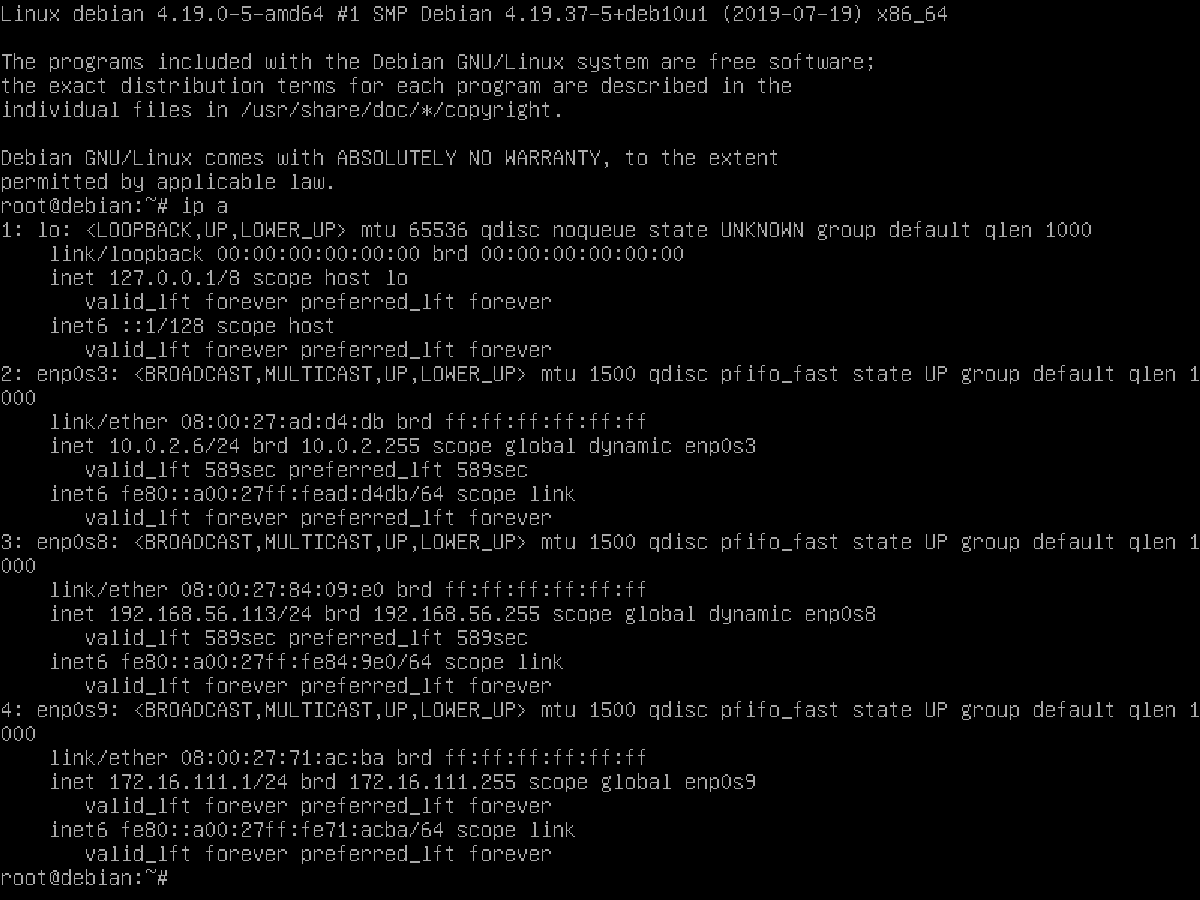 Linux debian 4.19.0-5-amd64 #1 SMP Debian 4.19.37-5+deb10u1 (2019-07-19) x86_64
The programs included with the Debian GNU/Linux system are free software;
the exact distribution terms for each program are described in the
individual files in /usr/share/doc/*/copyright.
Debian GNU/Linux comes with ABSOLUTELY NO WARRANTY, to the extent
permitted by applicable law.
root@debian:~# ip a
1: lo: <LOOPBACK,UP,LOWER_UP> mtu 65536 qdisc noqueue state UNKNOWN group default qlen 1000
    link/loopback 00:00:00:00:00:00 brd 00:00:00:00:00:00
    inet 127.0.0.1/8 scope host lo
       valid_lft forever preferred_lft forever
    inet6 ::1/128 scope host
       valid_lft forever preferred_lft forever
2: enp0s3: <BROADCAST,MULTICAST,UP,LOWER_UP> mtu 1500 qdisc pfifo_fast state UP group default qlen 1
000
    link/ether 08:00:27:ad:d4:db brd ff:ff:ff:ff:ff:ff
    inet 10.0.2.6/24 brd 10.0.2.255 scope global dynamic enp0s3
       valid_lft 589sec preferred_lft 589sec
    inet6 fe80::a00:27ff:fead:d4db/64 scope link
       valid_lft forever preferred_lft forever
3: enp0s8: <BROADCAST,MULTICAST,UP,LOWER_UP> mtu 1500 qdisc pfifo_fast state UP group default qlen 1
000
    link/ether 08:00:27:84:09:e0 brd ff:ff:ff:ff:ff:ff
    inet 192.168.56.113/24 brd 192.168.56.255 scope global dynamic enp0s8
       valid_lft 589sec preferred_lft 589sec
    inet6 fe80::a00:27ff:fe84:9e0/64 scope link
       valid_lft forever preferred_lft forever
4: enp0s9: <BROADCAST,MULTICAST,UP,LOWER_UP> mtu 1500 qdisc pfifo_fast state UP group default qlen 1
000
    link/ether 08:00:27:71:ac:ba brd ff:ff:ff:ff:ff:ff
    inet 172.16.111.1/24 brd 172.16.111.255 scope global enp0s9
       valid_lft forever preferred_lft forever
    inet6 fe80::a00:27ff:fe71:acba/64 scope link
       valid_lft forever preferred_lft forever
root@debian:~#